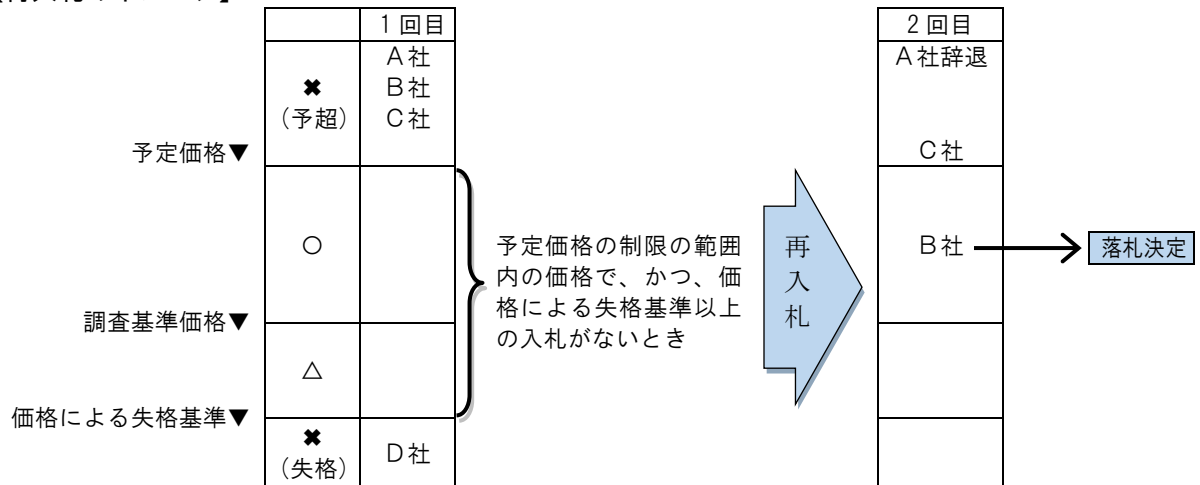 1回目
✖
(予超)
A社
B社
C社
予定価格▼
○
調査基準価格▼
△
価格による失格基準▼
✖
(失格)
D社
予定価格の制限の範囲
内の価格で、かつ、価
格による失格基準以上
の入札がないとき
再
入
札
2回目
A社辞退
C社
B社
落札決定